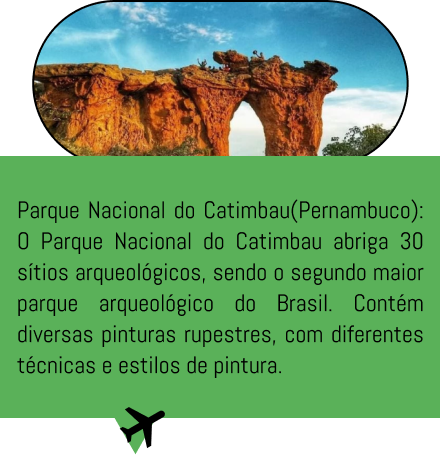 Parque Nacional do Catimbau(Pernambuco):
O Parque Nacional do Catimbau abriga 30
sítios arqueológicos, sendo o segundo maior
parque arqueológico do Brasil. Contém
diversas pinturas rupestres, com diferentes
técnicas e estilos de pintura.